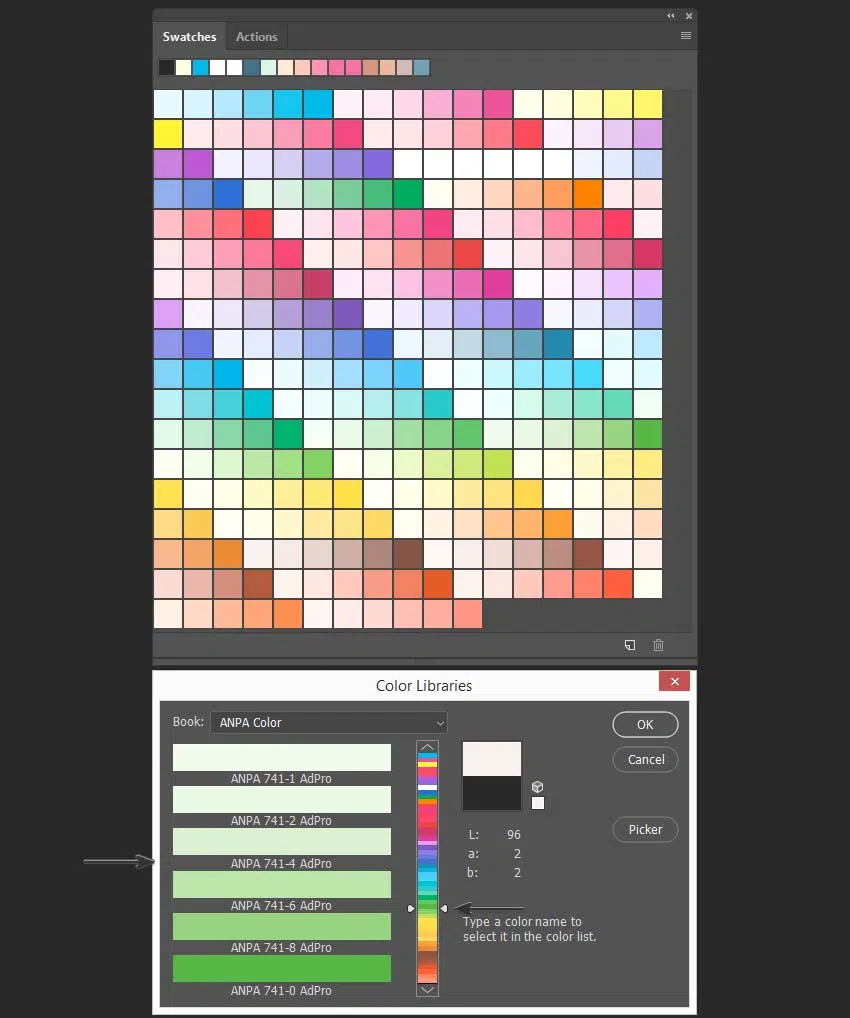 Swatches
Actions
Color Libraries
Book:
ANPA Color
OK
ANPA 741-1 AdPro
Cancel
ANPA 741-2 AdPro
Picker
L: 96
a: 2
b: 2
ANPA 741-4 AdPro
ANPA 741-6 AdPro
Type a color name to
select it in the color list.
ANPA 741-8 AdPro
ANPA 741-0 AdPro